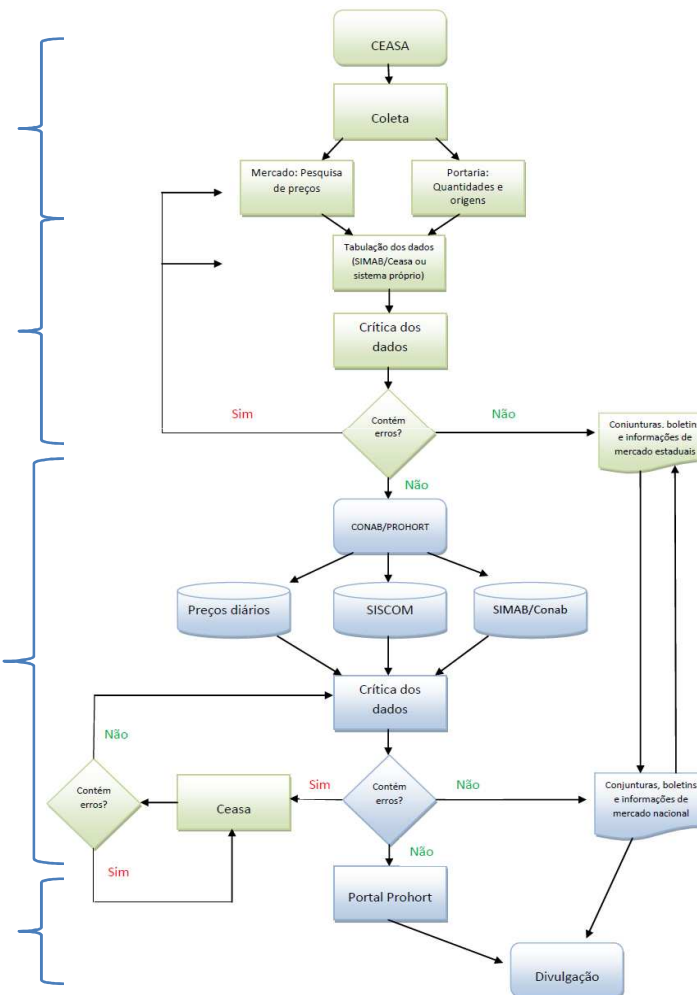 CEASA
Coleta
Mercado: Pesquisa
de preços
Portaria:
Quantidades e
origens
Tabulação dos dados
(SIMAB/Ceasa ou
sistema próprio)
Crítica dos
dados
Sim
Contém
erros?
Não
Conjunturas, boletins
e informações de
mercado estaduais
Não
CONAB/PROHORT
Preços diários
SISCOM
SIMAB/Conab
Crítica dos
dados
Não
Contém
erros?
Ceasa
Sim
Contém
erros?
Não
Conjunturas, boletins
e informações de
mercado nacional
Não
Sim
Portal Prohort
Divulgação